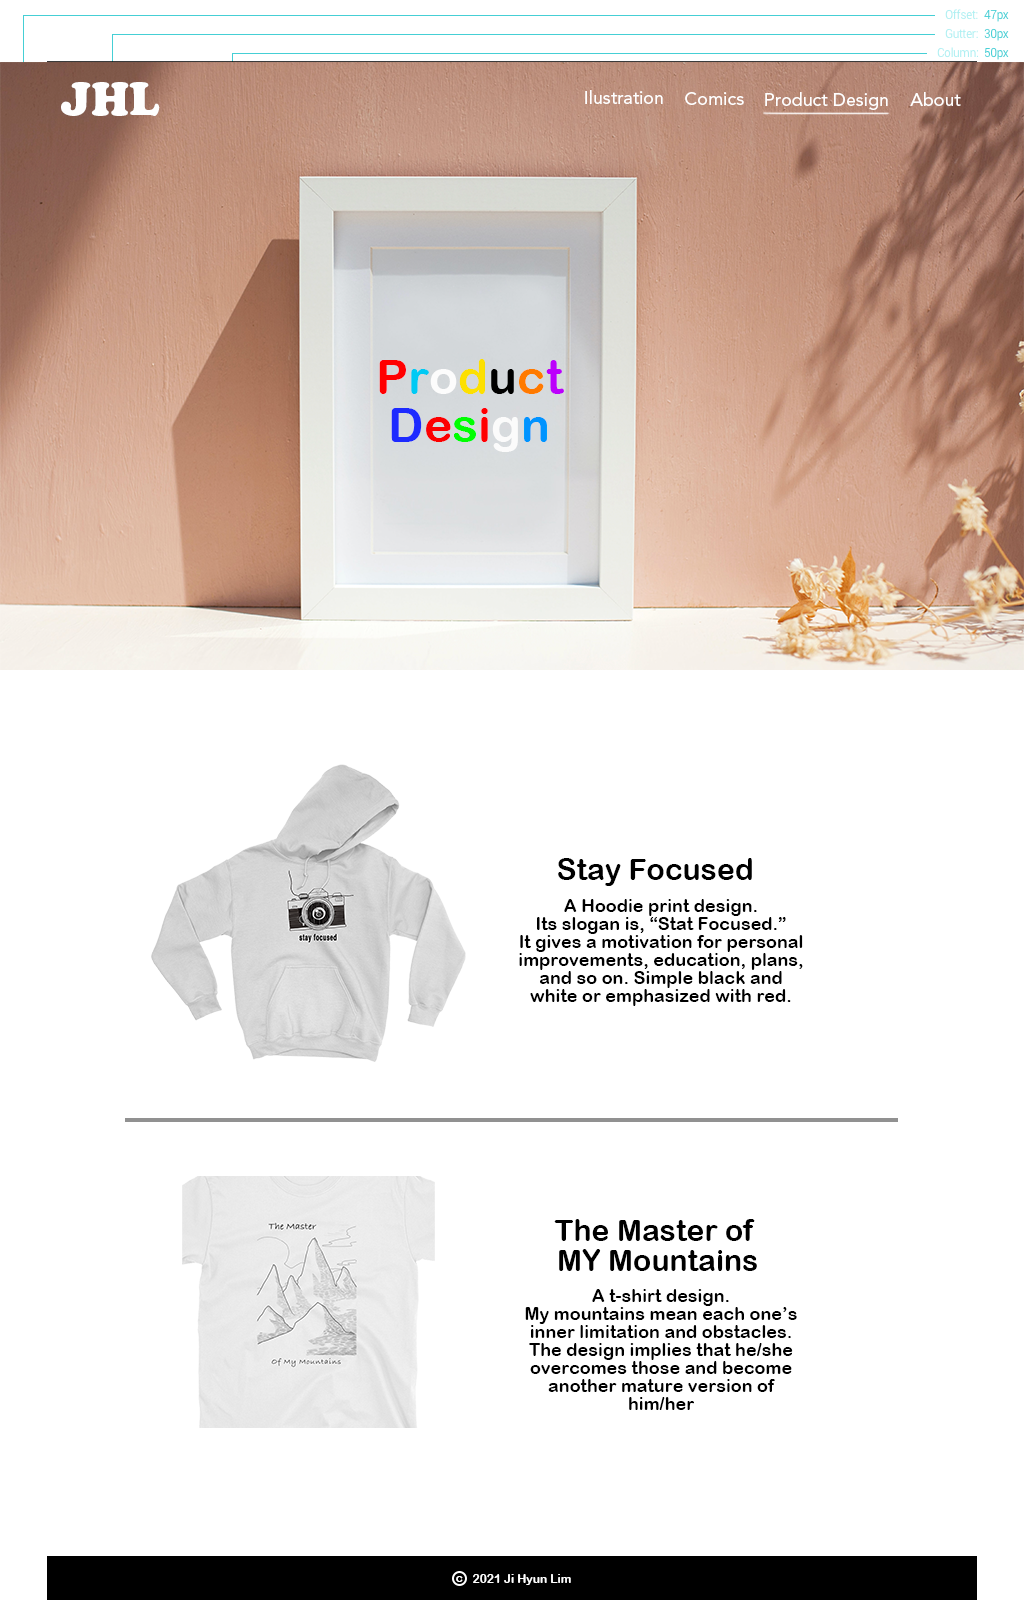 Offset: 47px
Gutter: 30px
Column: 50px
JHL
Ilustration Comics Product Design About
Product
Design
stay focused
Stay Focused
A Hoodie print design.
Its slogan is, “Stat Focused.”
It gives a motivation for personal
improvements, education, plans,
and so on. Simple black and
white or emphasized with red.
The Master
Of My Mountains
The Master of
MY Mountains
A t-shirt design.
My mountains mean each one’s
inner limitation and obstacles.
The design implies that he/she
overcomes those and become
another mature version of
him/her
© 2021 Ji Hyun Lim